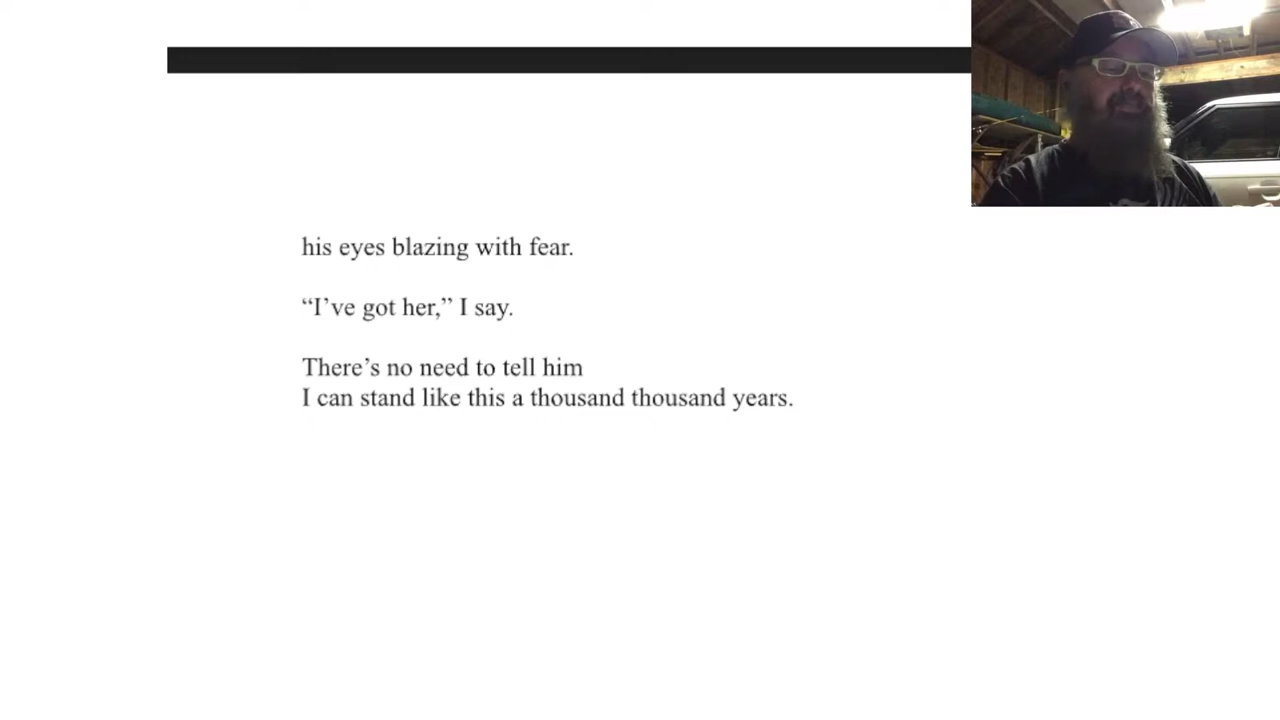 his eyes blazing with fear.
“I’ve got her,” I say.
There’s no need to tell him
I can stand like this a thousand thousand years.